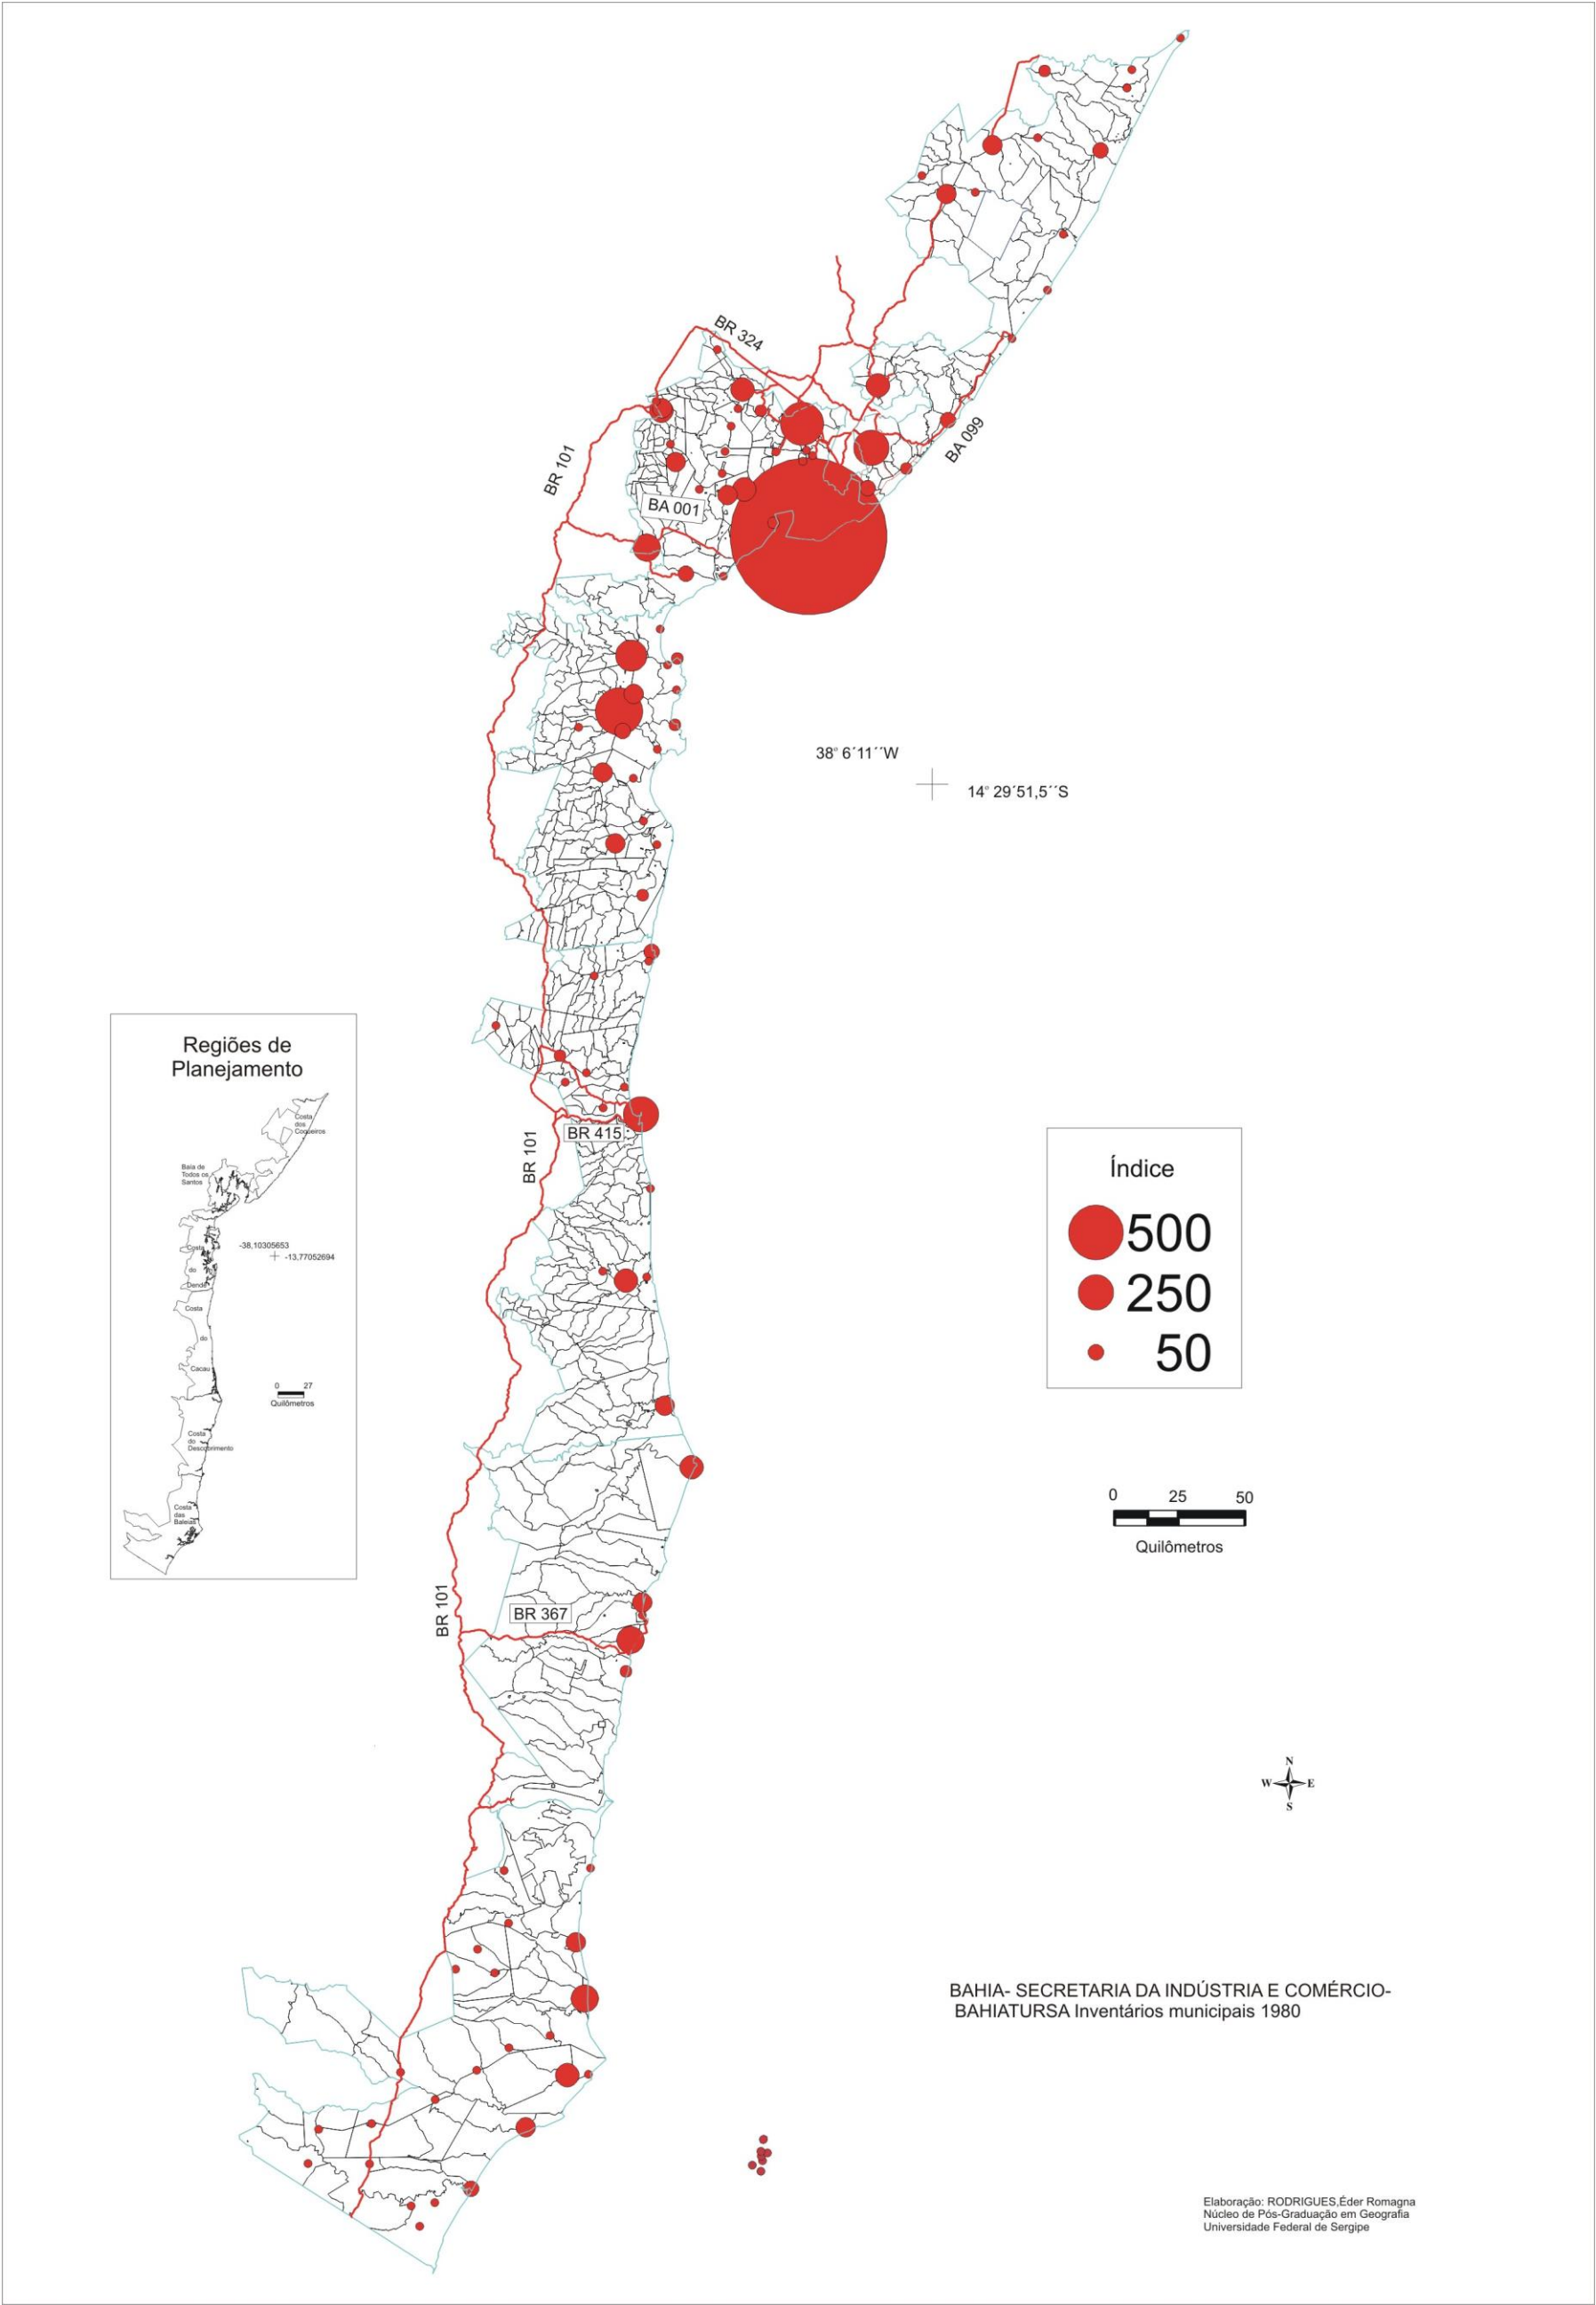 BR 324
BR 101
BA 099
BA 001
38° 6´11´´W
14° 29´51,5´´S
Regiões de
Planejamento
Costa
dos
Coqueiros
Baía de
Todos os
Santos
-38,10305653
-13,77052694
Costa
do
Dendê
Costa
do
Cacau
0 27
Quilômetros
Costa
do
Descobrimento
Costa
das
Baleias
BR 415
BR 101
Índice
500
250
50
0 25 50
Quilômetros
BR 101
BR 367
N
W E
S
BAHIA- SECRETARIA DA INDÚSTRIA E COMÉRCIO-
BAHIATURSA Inventários municipais 1980
Elaboração: RODRIGUES,Éder Romagna
Núcleo de Pós-Graduação em Geografia
Universidade Federal de Sergipe